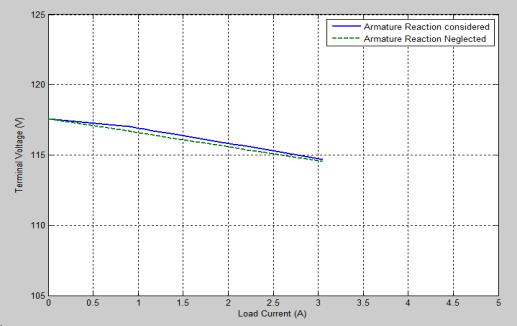 125
Armature Reaction considered
Armature Reaction Neglected
120
115
110
105
Terminal Voltage (V)
0 0.5 1 1.5 2 2.5 3 3.5 4 4.5 5
Load Current (A)